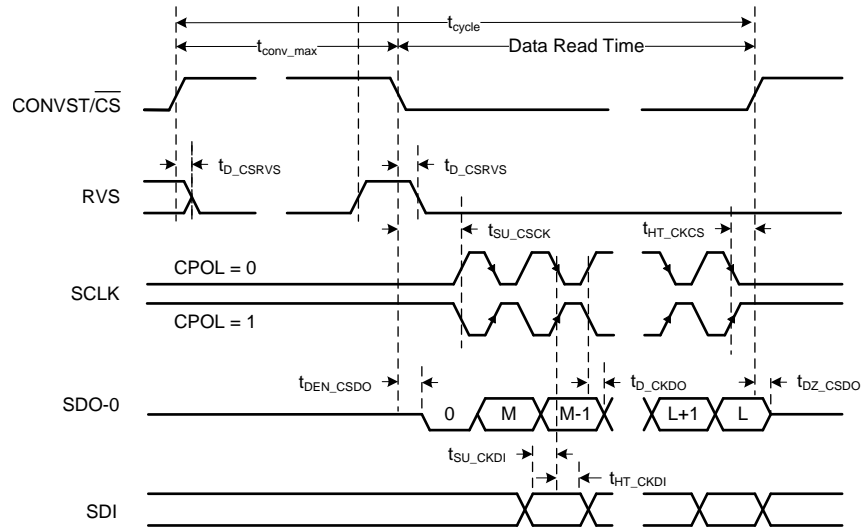 t_cycle
t_conv_max
Data Read Time
CONVST/C̅S̅
t_D_CSRVS
t_D_CSRVS
RVS
t_SU_CSCK
t_HT_CKCS
CPOL = 0
SCLK
CPOL = 1
t_DEN_CSDO
t_D_CKDO
t_DZ_CSDO
SDO-0
0
M
M-1
L+1
L
t_SU_CKDI
t_HT_CKDI
SDI